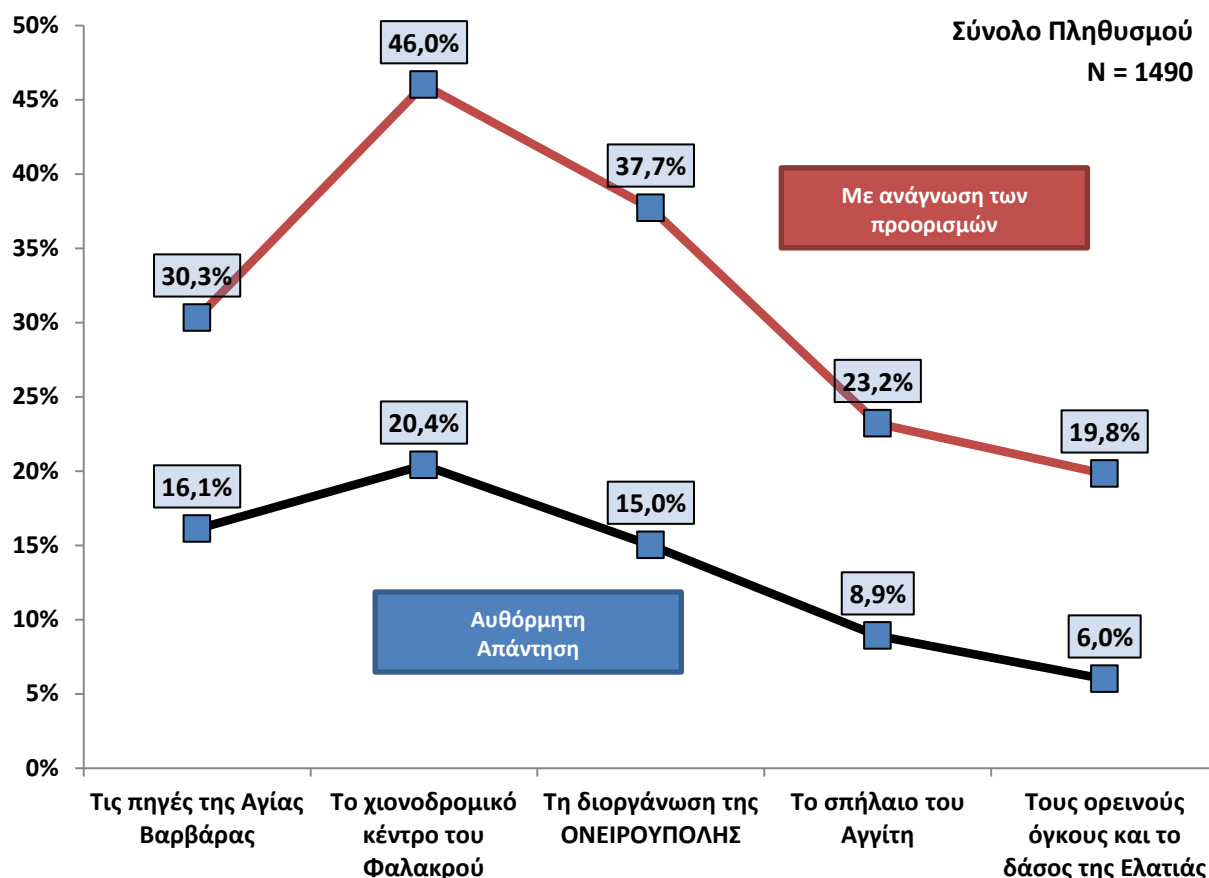 Σύνολο Πληθυσμού
N = 1490
50%
45%
40%
35%
30%
25%
20%
15%
10%
5%
0%
46,0%
37,7%
30,3%
23,2%
19,8%
20,4%
16,1%
15,0%
8,9%
6,0%
Με ανάγνωση των
προορισμών
Αυθόρμητη
Απάντηση
Τις πηγές της Αγίας
Βαρβάρας
Το χιονοδρομικό
κέντρο του
Φαλακρού
Τη διοργάνωση της
ΟΝΕΙΡΟΥΠΟΛΗΣ
Το σπήλαιο του
Αγγίτη
Τους ορεινούς
όγκους και το
δάσος της Ελατιάς